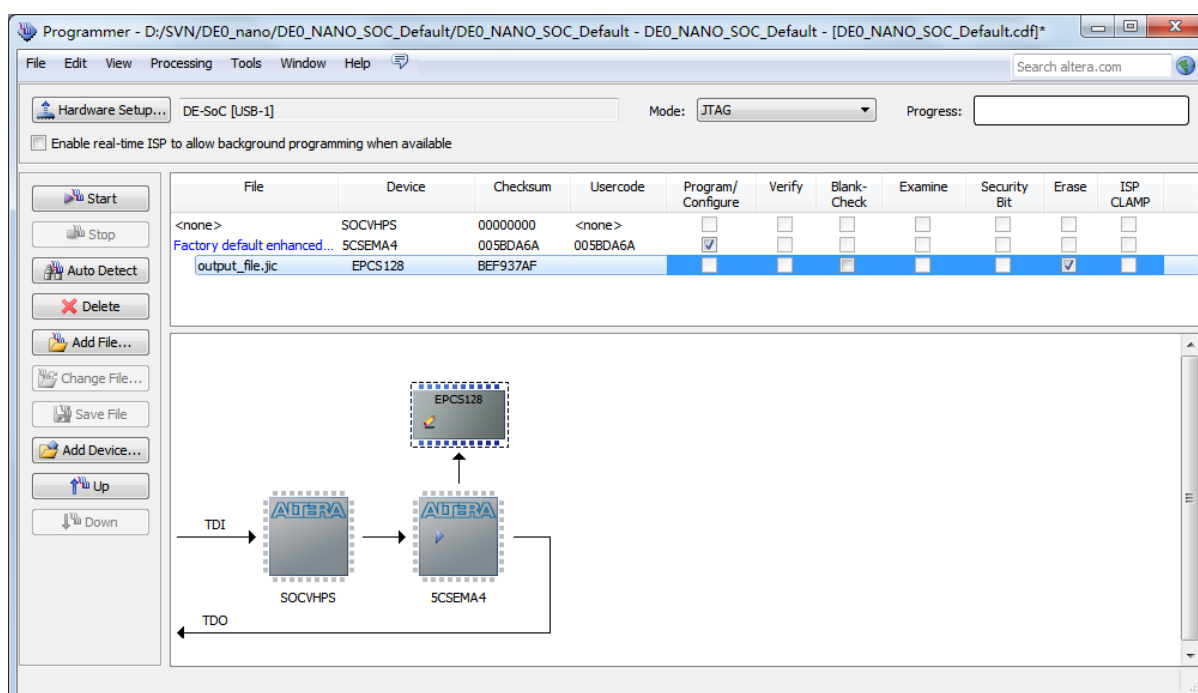 Programmer - D:/SVN/DE0_nano/DE0_NANO_SOC_Default/DE0_NANO_SOC_Default - DE0_NANO_SOC_Default - [DE0_NANO_SOC_Default.cdf]*
File Edit View Processing Tools Window Help
Search altera.com
Hardware Setup... DE-SoC [USB-1] Mode: JTAG Progress:
Enable real-time ISP to allow background programming when available
Start
Stop
Auto Detect
Delete
Add File...
Change File...
Save File
Add Device...
Up
Down
File Device Checksum Usercode Program/ Verify Blank- Examine Security Erase ISP
Configure Check Bit CLAMP
<none> SOCVHPS 00000000 <none>
Factory default enhanced... 5CSEMA4 005BDA6A 005BDA6A
output_file.jic EPCS128 BEF937AF
EPCS128
ALTERA ALTERA
TDI
SOCVHPS 5CSEMA4
TDO